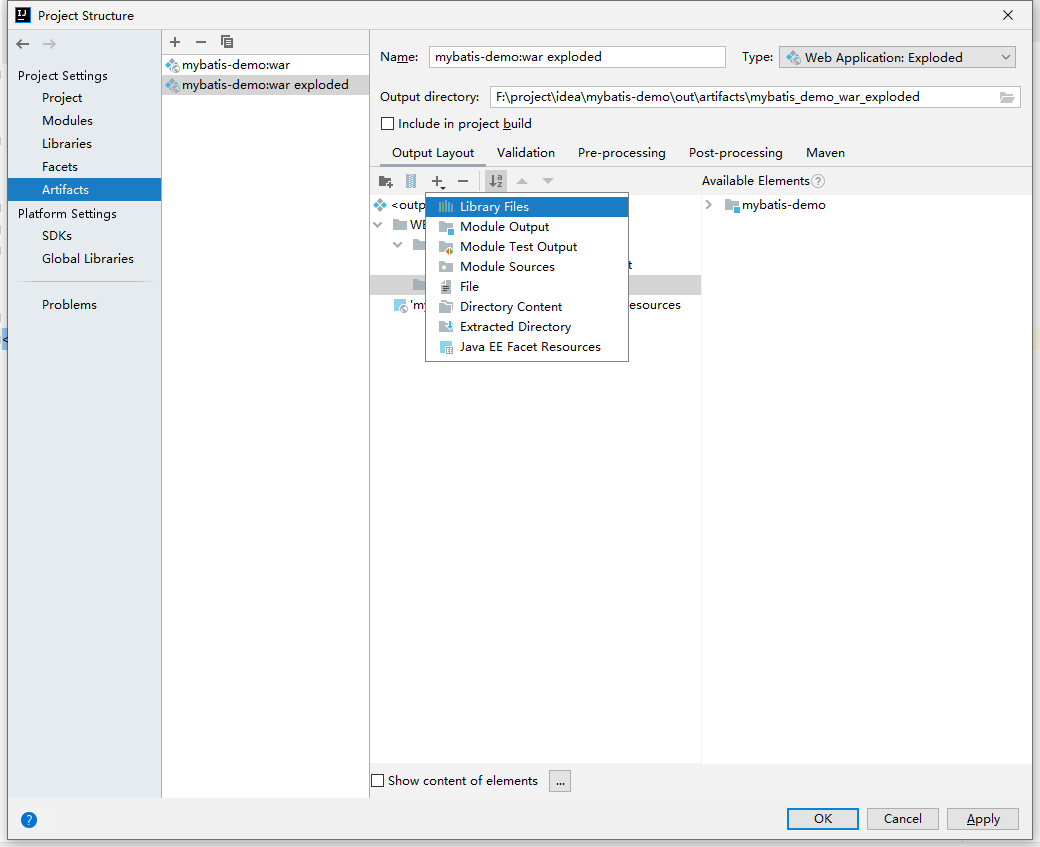 Project Structure
Project Settings
Project
Modules
Libraries
Facets
Artifacts
Platform Settings
SDKs
Global Libraries
Problems
mybatis-demo:war
mybatis-demo:war exploded
Name: mybatis-demo:war exploded Type: Web Application: Exploded
Output directory: F:\project\idea\mybatis-demo\out\artifacts\mybatis_demo_war_exploded
Include in project build
Output Layout Validation Pre-processing Post-processing Maven
Available Elements ?
<outp
WE
t
'my esources
Library Files
Module Output
Module Test Output
Module Sources
File
Directory Content
Extracted Directory
Java EE Facet Resources
mybatis-demo
Show content of elements ...
? OK Cancel Apply